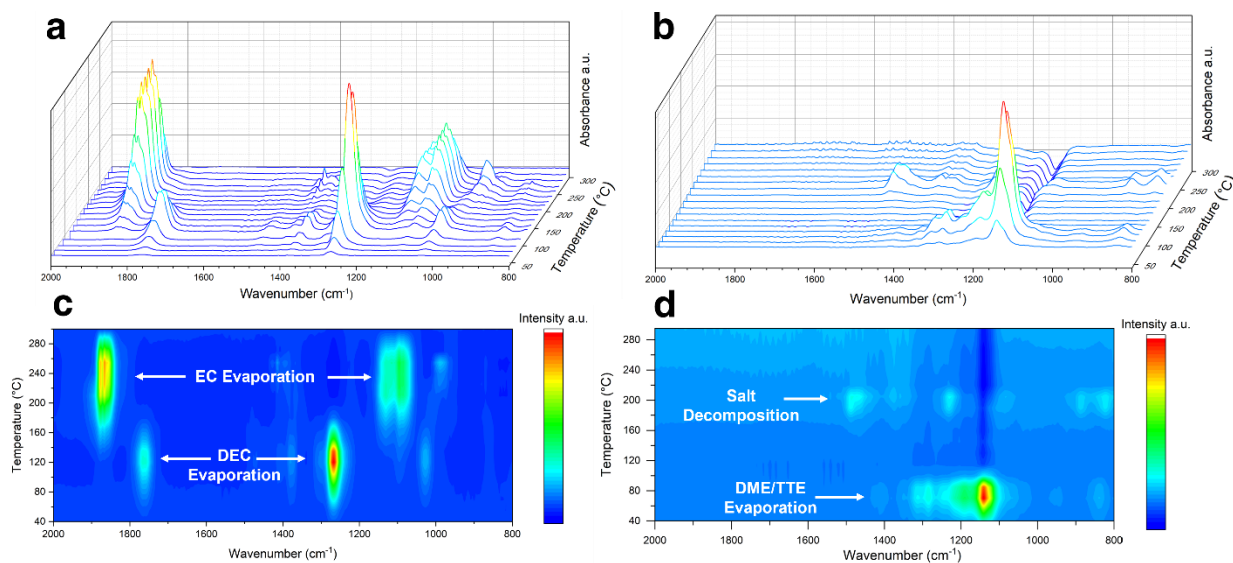 a
Absorbance a.u.
300
250
200
150
100
50
Temperature (°C)
2000
1800
1600
1400
1200
1000
800
Wavenumber (cm-1)
b
Absorbance a.u.
300
250
200
150
100
50
Temperature (°C)
2000
1800
1600
1400
1200
1000
800
Wavenumber (cm-1)
c
Intensity a.u.
280
240
200
160
120
80
40
Temperature (°C)
EC Evaporation
DEC
Evaporation
2000
1800
1600
1400
1200
1000
800
Wavenumber (cm-1)
d
Intensity a.u.
280
240
200
160
120
80
40
Temperature (°C)
Salt
Decomposition
DME/TTE
Evaporation
2000
1800
1600
1400
1200
1000
800
Wavenumber (cm-1)